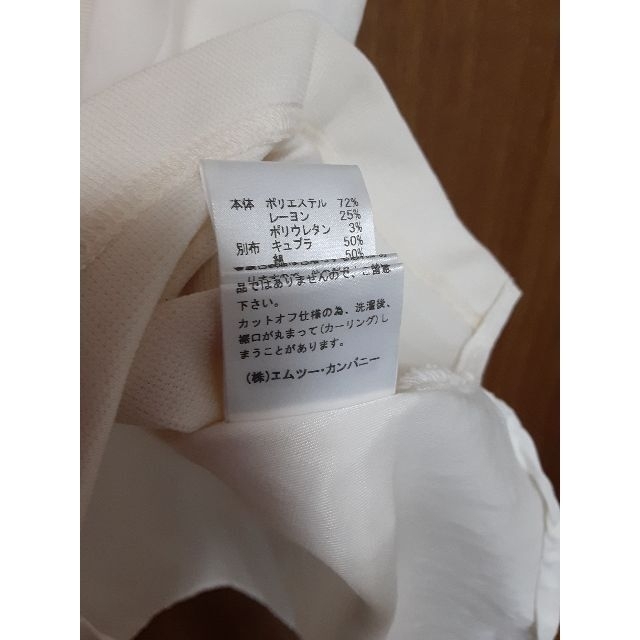 本体 ポリエステル 72%
レーヨン 25%
ポリウレタン 3%
別布 キュプラ 50%
綿 50%
品ではありませんので、ご留意
下さい。
カットオフ仕様の為、洗濯後、
裾口が丸まって(カーリング)し
まうことがあります。
(株)エムツー・カンパニー